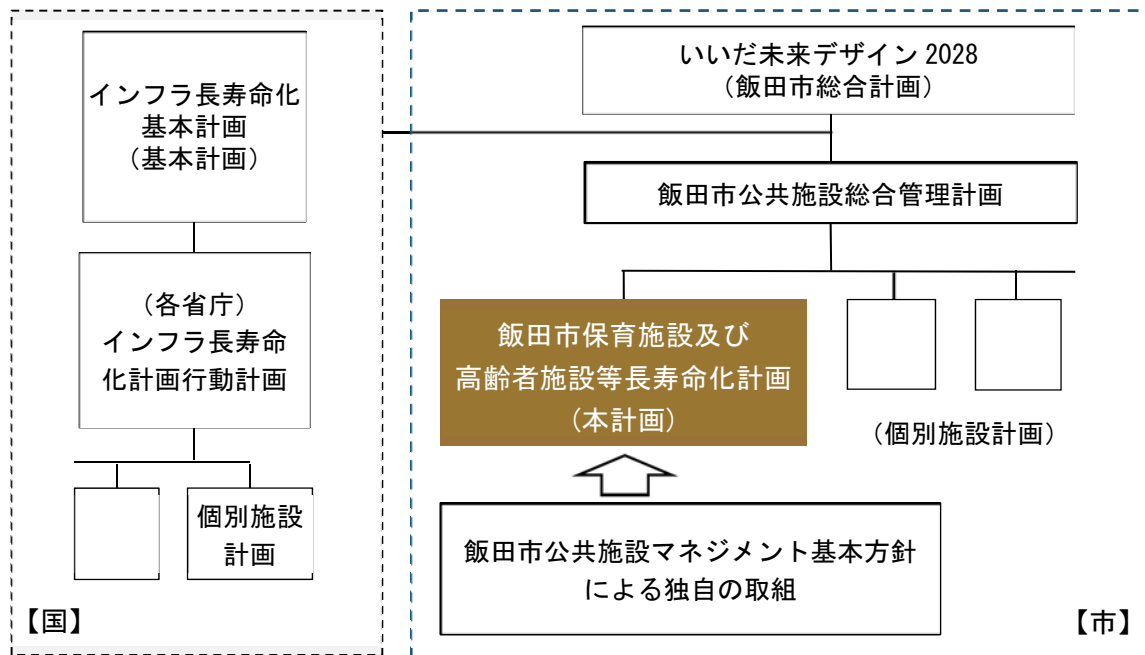 インフラ長寿命化
基本計画
（基本計画）
（各省庁）
インフラ長寿命
化計画行動計画
個別施設
計画
【国】
いいだ未来デザイン 2028
（飯田市総合計画）
飯田市公共施設総合管理計画
飯田市保育施設及び
高齢者施設等長寿命化計画
（本計画）
（個別施設計画）
飯田市公共施設マネジメント基本方針
による独自の取組
【市】